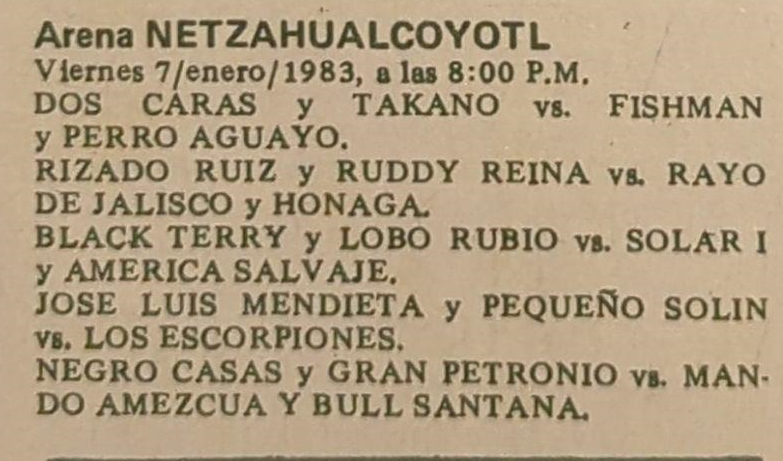 Arena NETZAHUALCOYOTL
Viernes 7/enero/1983, a las 8:00 P.M.
DOS CARAS y TAKANO vs. FISHMAN
y PERRO AGUAYO.
RIZADO RUIZ y RUDDY REINA vs. RAYO
DE JALISCO y HONAGA.
BLACK TERRY y LOBO RUBIO vs. SOLAR I
y AMERICA SALVAJE.
JOSE LUIS MENDIETA y PEQUEÑO SOLIN
vs. LOS ESCORPIONES.
NEGRO CASAS y GRAN PETRONIO vs. MAN-
DO AMEZCUA Y BULL SANTANA.